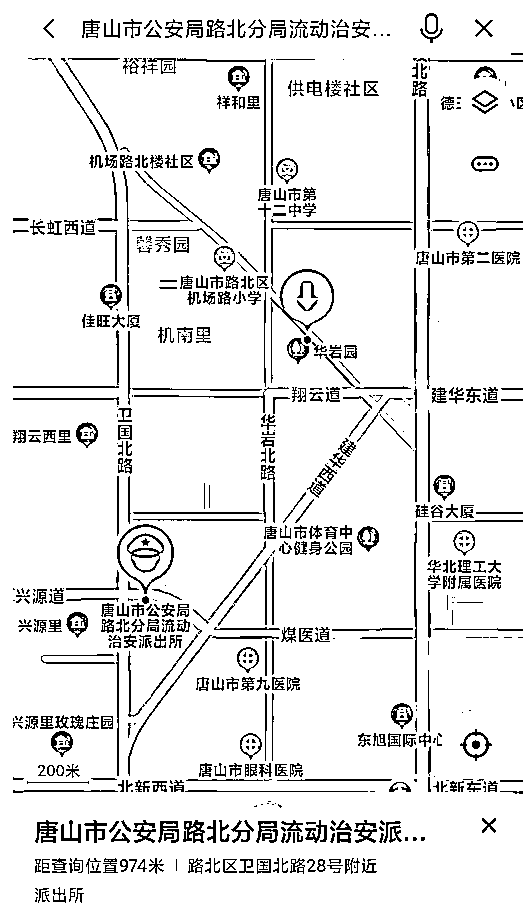 唐山市公安局路北分局流动治安...
裕祥园
祥和里
供电楼社区
北路
机场路北楼社区
唐山市第
十二中学
长虹西道
馨秀园
唐山市第二医院
唐山市路北区
机场路小学
佳旺大厦
机南里
华岩园
翔云道
建华东道
卫国北路
华岩北路
翔云西里
建华西道
硅谷大厦
唐山市体育中
心健身公园
华北理工大
学附属医院
兴源道
唐山市公安局
路北分局流动
治安派出所
兴源里
煤医道
唐山市第九医院
兴源里玫瑰庄园
东旭国际中心
200米
唐山市眼科医院
北新西道
北新东道
唐山市公安局路北分局流动治安派...
距查询位置974米 | 路北区卫国北路28号附近
派出所